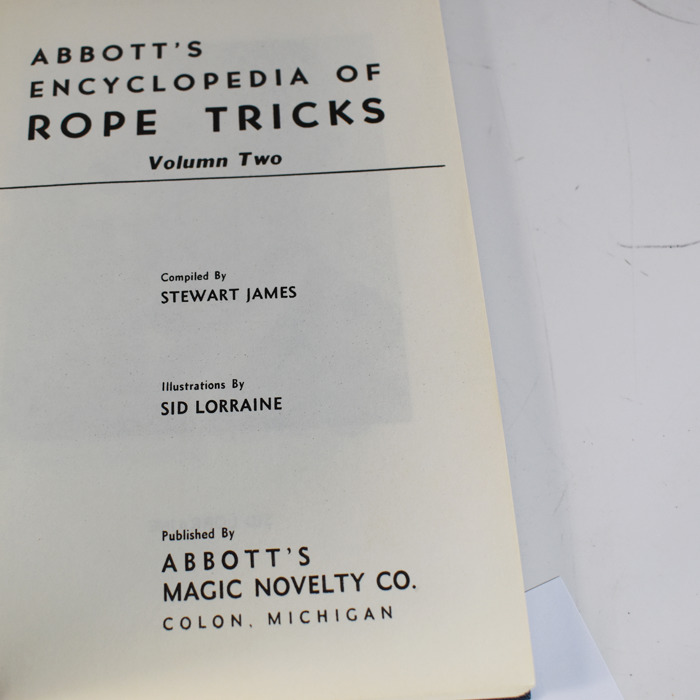 ABBOTT'S
ENCYCLOPEDIA OF
ROPE TRICKS
Volumn Two
Compiled By
STEWART JAMES
Illustrations By
SID LORRAINE
Published By
ABBOTT'S
MAGIC NOVELTY CO.
COLON, MICHIGAN